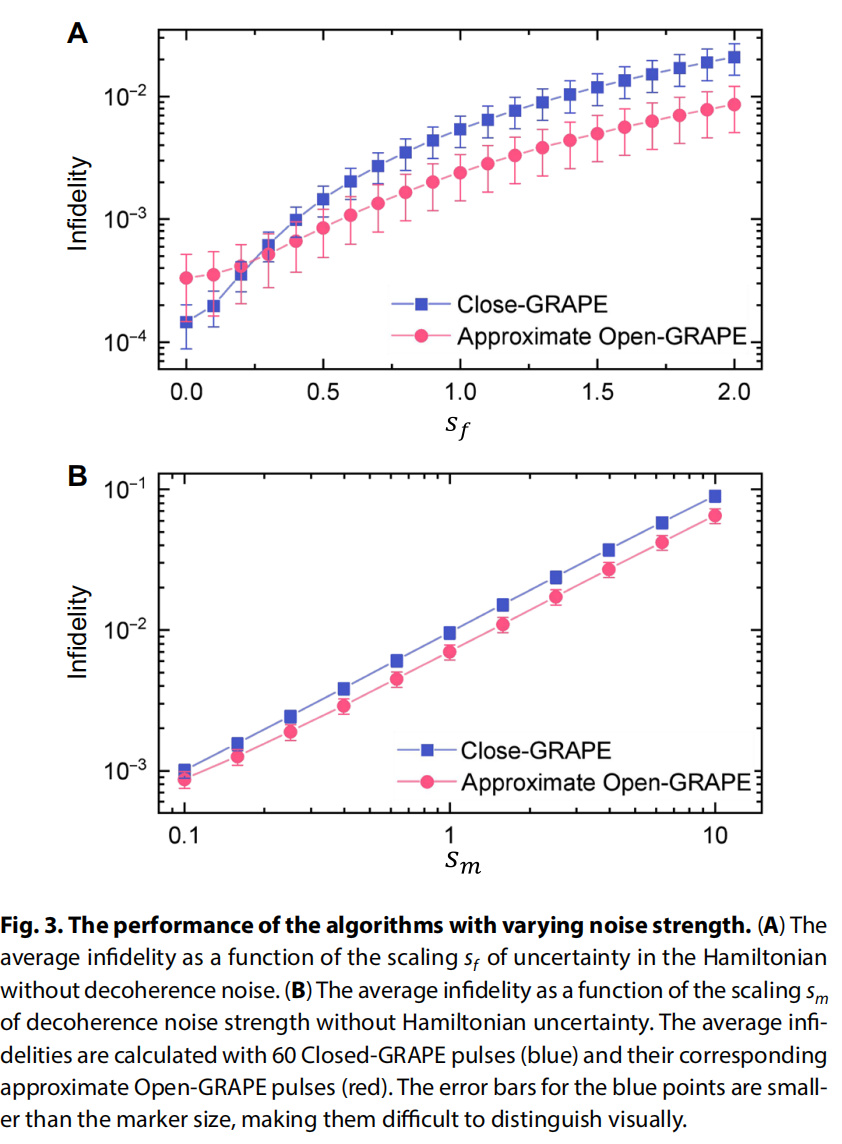 A
Infidelity
10⁻²
10⁻³
10⁻⁴
Close-GRAPE
Approximate Open-GRAPE
0.0 0.5 1.0 1.5 2.0
s_f
B
Infidelity
10⁻¹
10⁻²
10⁻³
Close-GRAPE
Approximate Open-GRAPE
0.1 1 10
s_m
Fig. 3. The performance of the algorithms with varying noise strength. (A) The
average infidelity as a function of the scaling s_f of uncertainty in the Hamiltonian
without decoherence noise. (B) The average infidelity as a function of the scaling s_m
of decoherence noise strength without Hamiltonian uncertainty. The average infi-
delities are calculated with 60 Closed-GRAPE pulses (blue) and their corresponding
approximate Open-GRAPE pulses (red). The error bars for the blue points are small-
er than the marker size, making them difficult to distinguish visually.